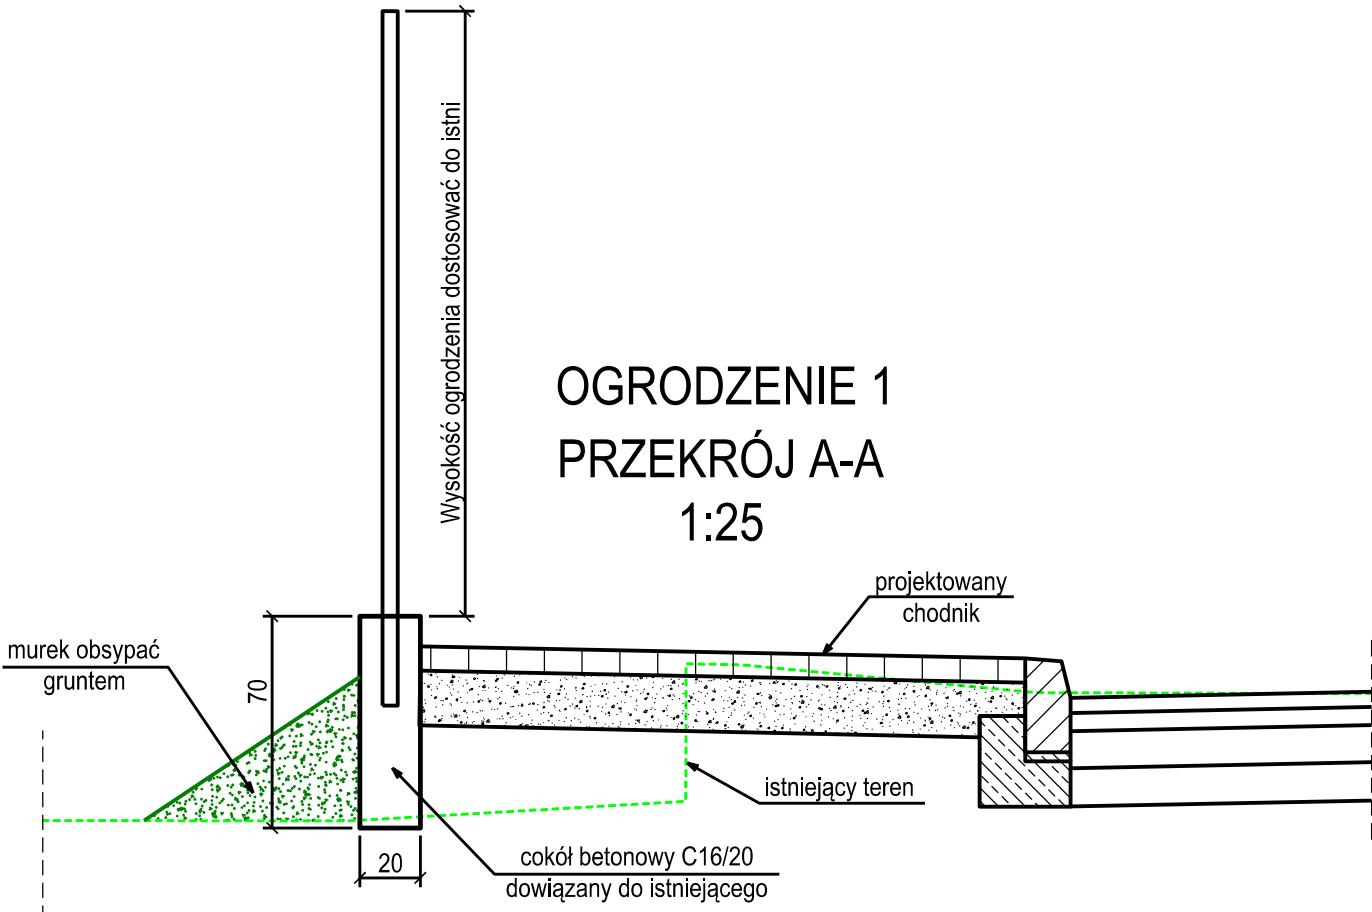 Wysokość ogrodzenia dostosować do istni
OGRODZENIE 1
PRZEKRÓJ A-A
1:25
projektowany
chodnik
murek obsypać
gruntem
70
istniejący teren
20
cokół betonowy C16/20
dowiązany do istniejącego